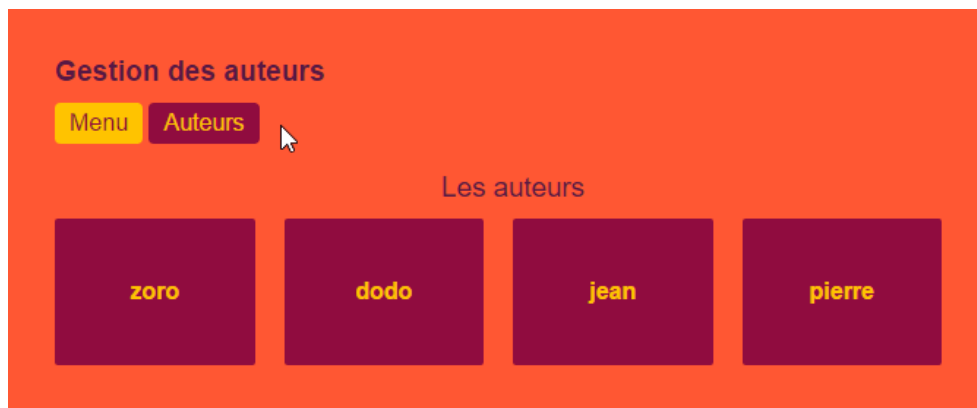 Gestion des auteurs
Menu Auteurs
Les auteurs
zoro dodo jean pierre